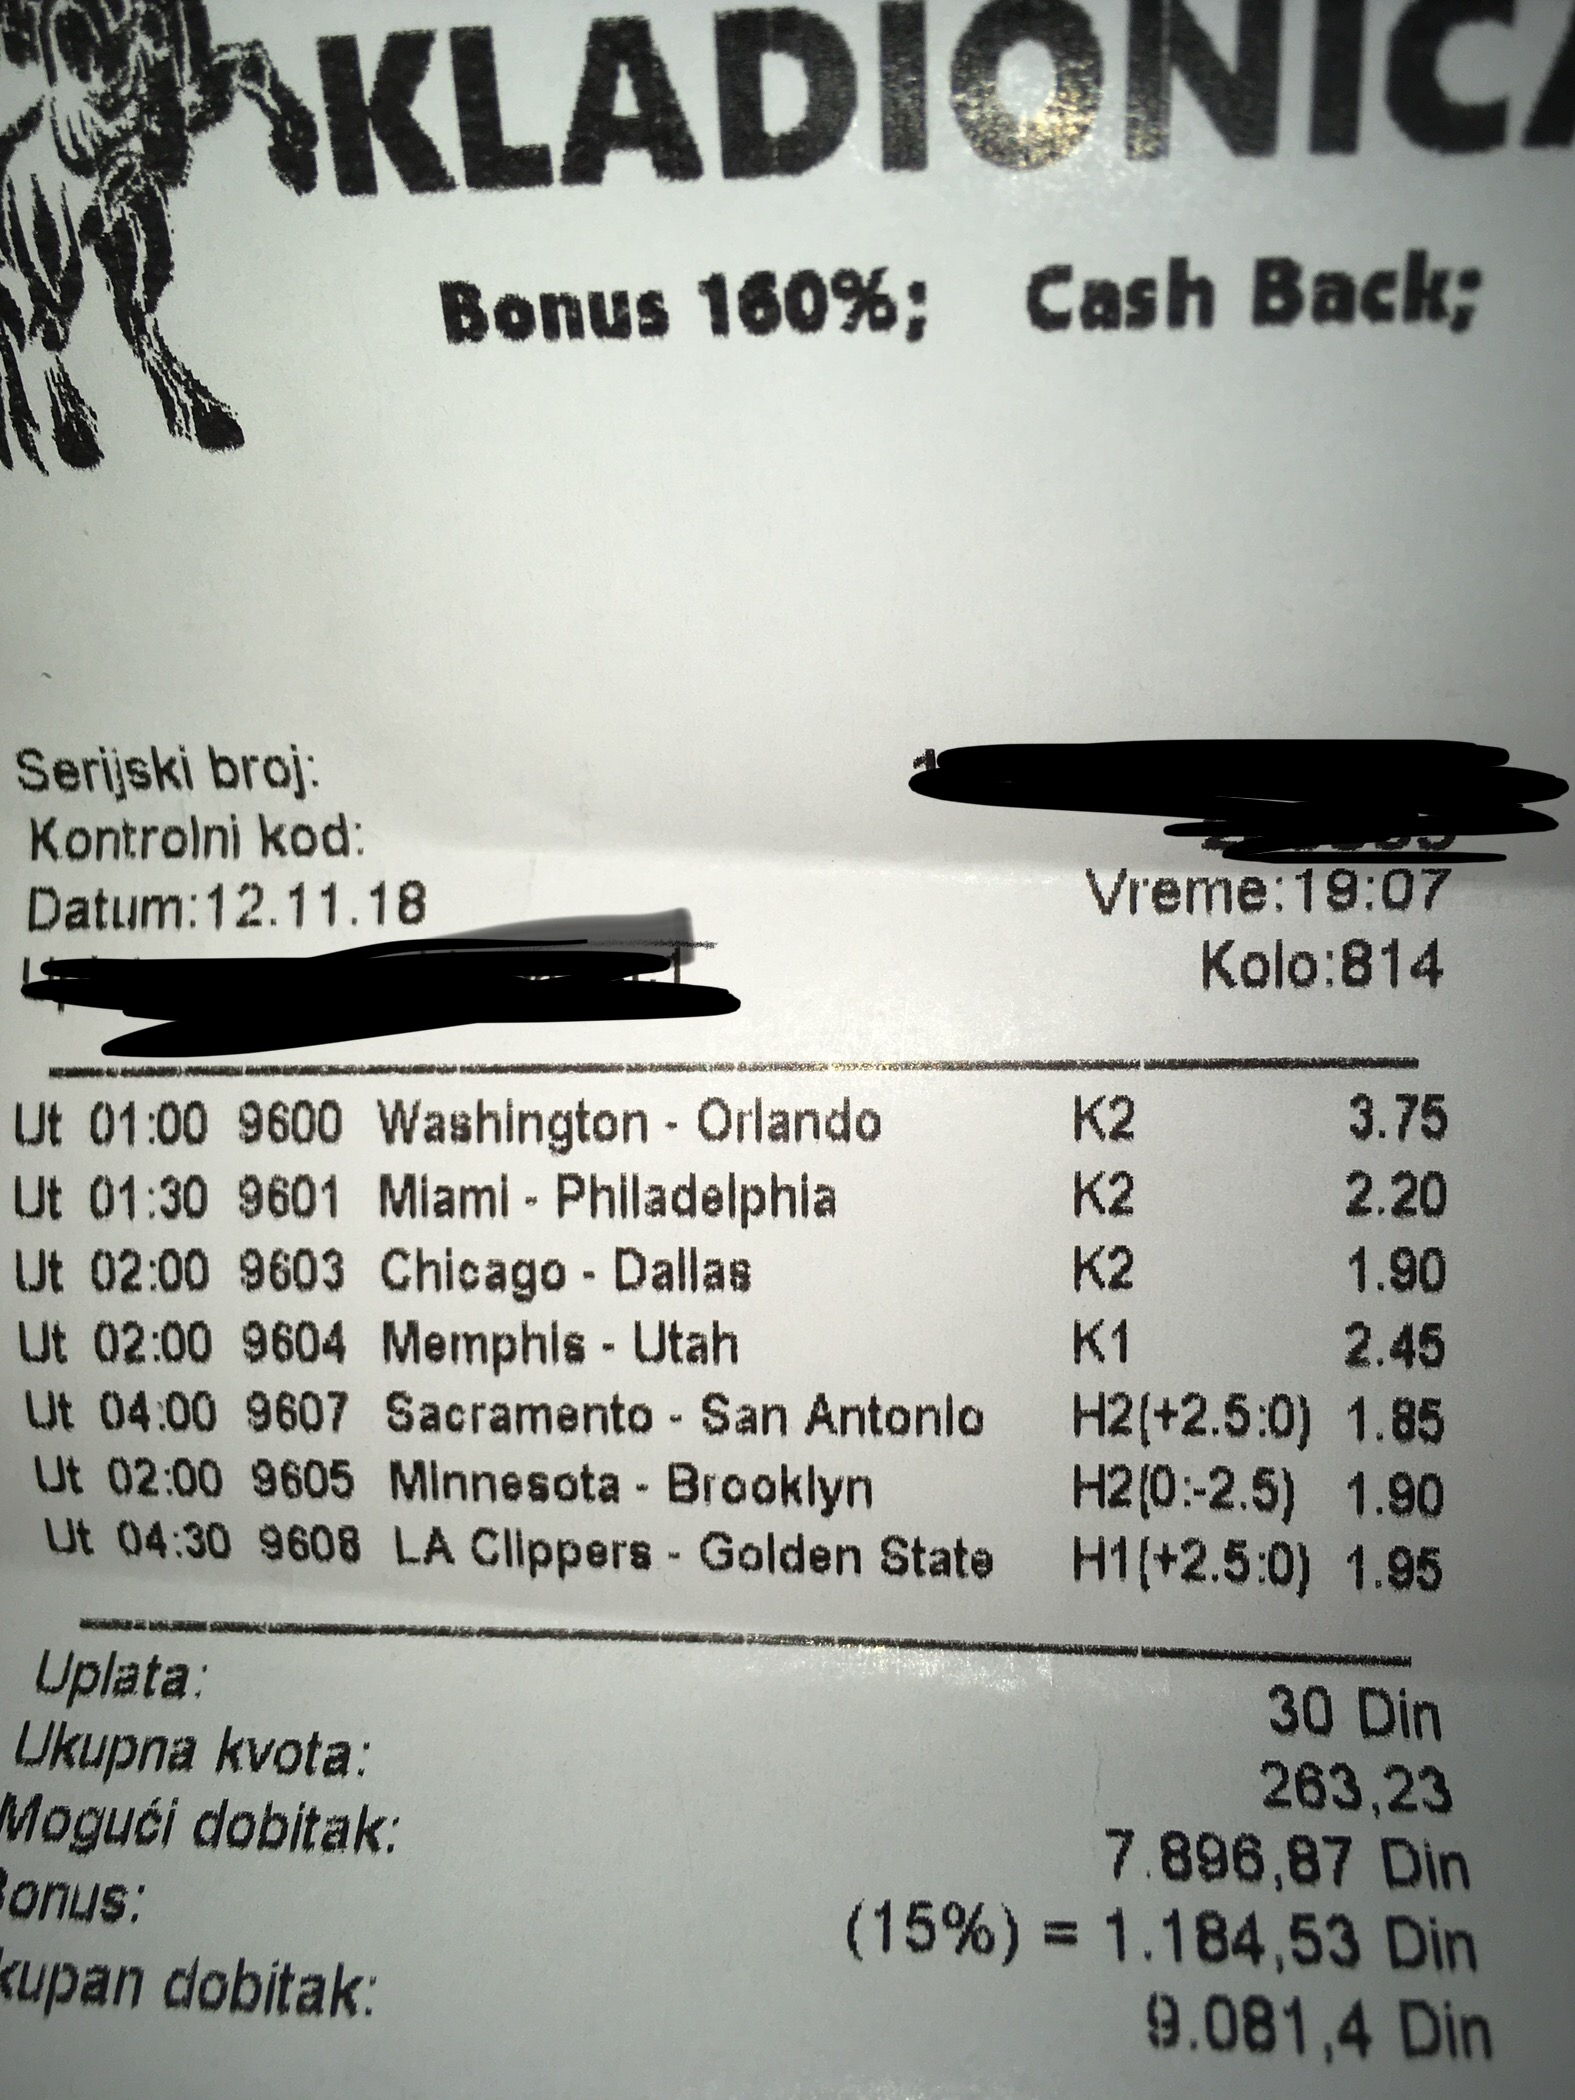 KLADIONICA
Bonus 160%; Cash Back;
Serijski broj:
Kontrolni kod:
Datum:12.11.18 Vreme:19:07
Kolo:814
Ut 01:00 9600 Washington - Orlando K2 3.75
Ut 01:30 9601 Miami - Philadelphia K2 2.20
Ut 02:00 9603 Chicago - Dallas K2 1.90
Ut 02:00 9604 Memphis - Utah K1 2.45
Ut 04:00 9607 Sacramento - San Antonio H2(+2.5:0) 1.85
Ut 02:00 9605 Minnesota - Brooklyn H2(0:-2.5) 1.90
Ut 04:30 9608 LA Clippers - Golden State H1(+2.5:0) 1.95
Uplata: 30 Din
Ukupna kvota: 263,23
Mogući dobitak: 7.896,87 Din
Bonus: (15%) = 1.184,53 Din
kupan dobitak: 9.081,4 Din